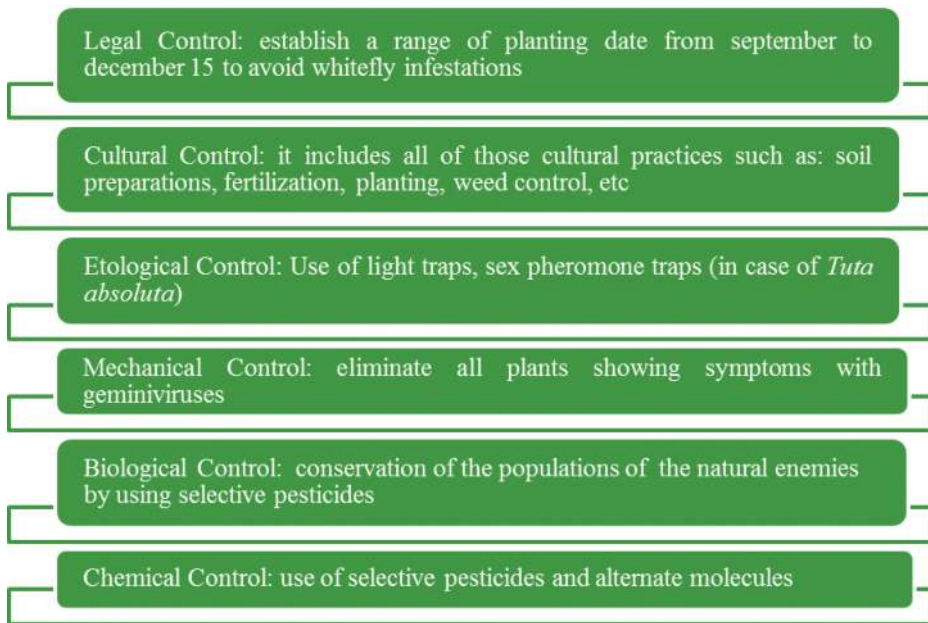 Legal Control: establish a range of planting date from september to
december 15 to avoid whitefly infestations
Cultural Control: it includes all of those cultural practices such as: soil
preparations, fertilization, planting, weed control, etc
Etological Control: Use of light traps, sex pheromone traps (in case of Tuta
absoluta)
Mechanical Control: eliminate all plants showing symptoms with
geminiviruses
Biological Control: conservation of the populations of the natural enemies
by using selective pesticides
Chemical Control: use of selective pesticides and alternate molecules